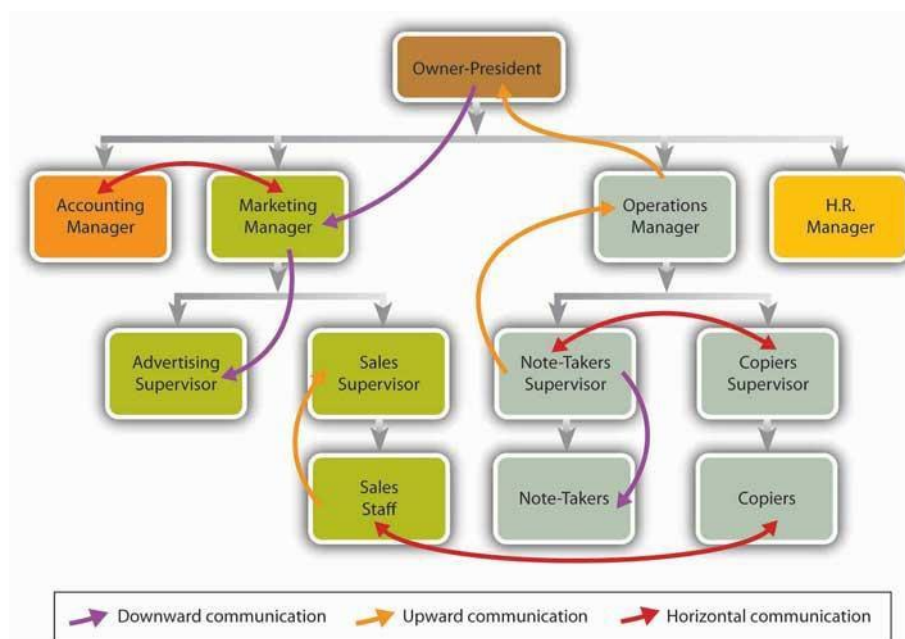 Owner-President
Accounting
Manager
Marketing
Manager
Operations
Manager
H.R.
Manager
Advertising
Supervisor
Sales
Supervisor
Note-Takers
Supervisor
Copiers
Supervisor
Sales
Staff
Note-Takers
Copiers
Downward communication
Upward communication
Horizontal communication